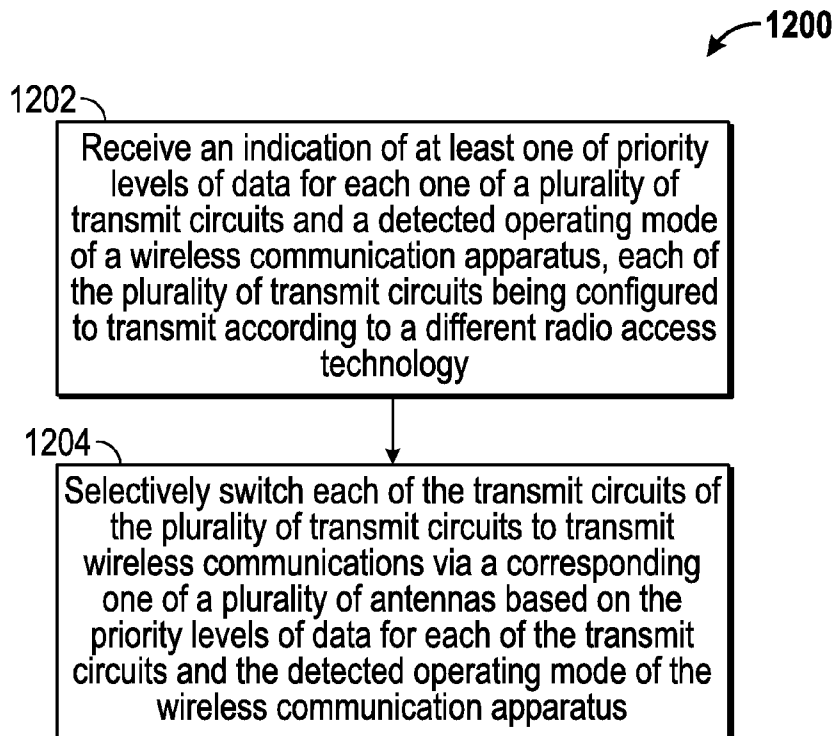 1200
1202
Receive an indication of at least one of priority
levels of data for each one of a plurality of
transmit circuits and a detected operating mode
of a wireless communication apparatus, each of
the plurality of transmit circuits being configured
to transmit according to a different radio access
technology
1204
Selectively switch each of the transmit circuits of
the plurality of transmit circuits to transmit
wireless communications via a corresponding
one of a plurality of antennas based on the
priority levels of data for each of the transmit
circuits and the detected operating mode of the
wireless communication apparatus